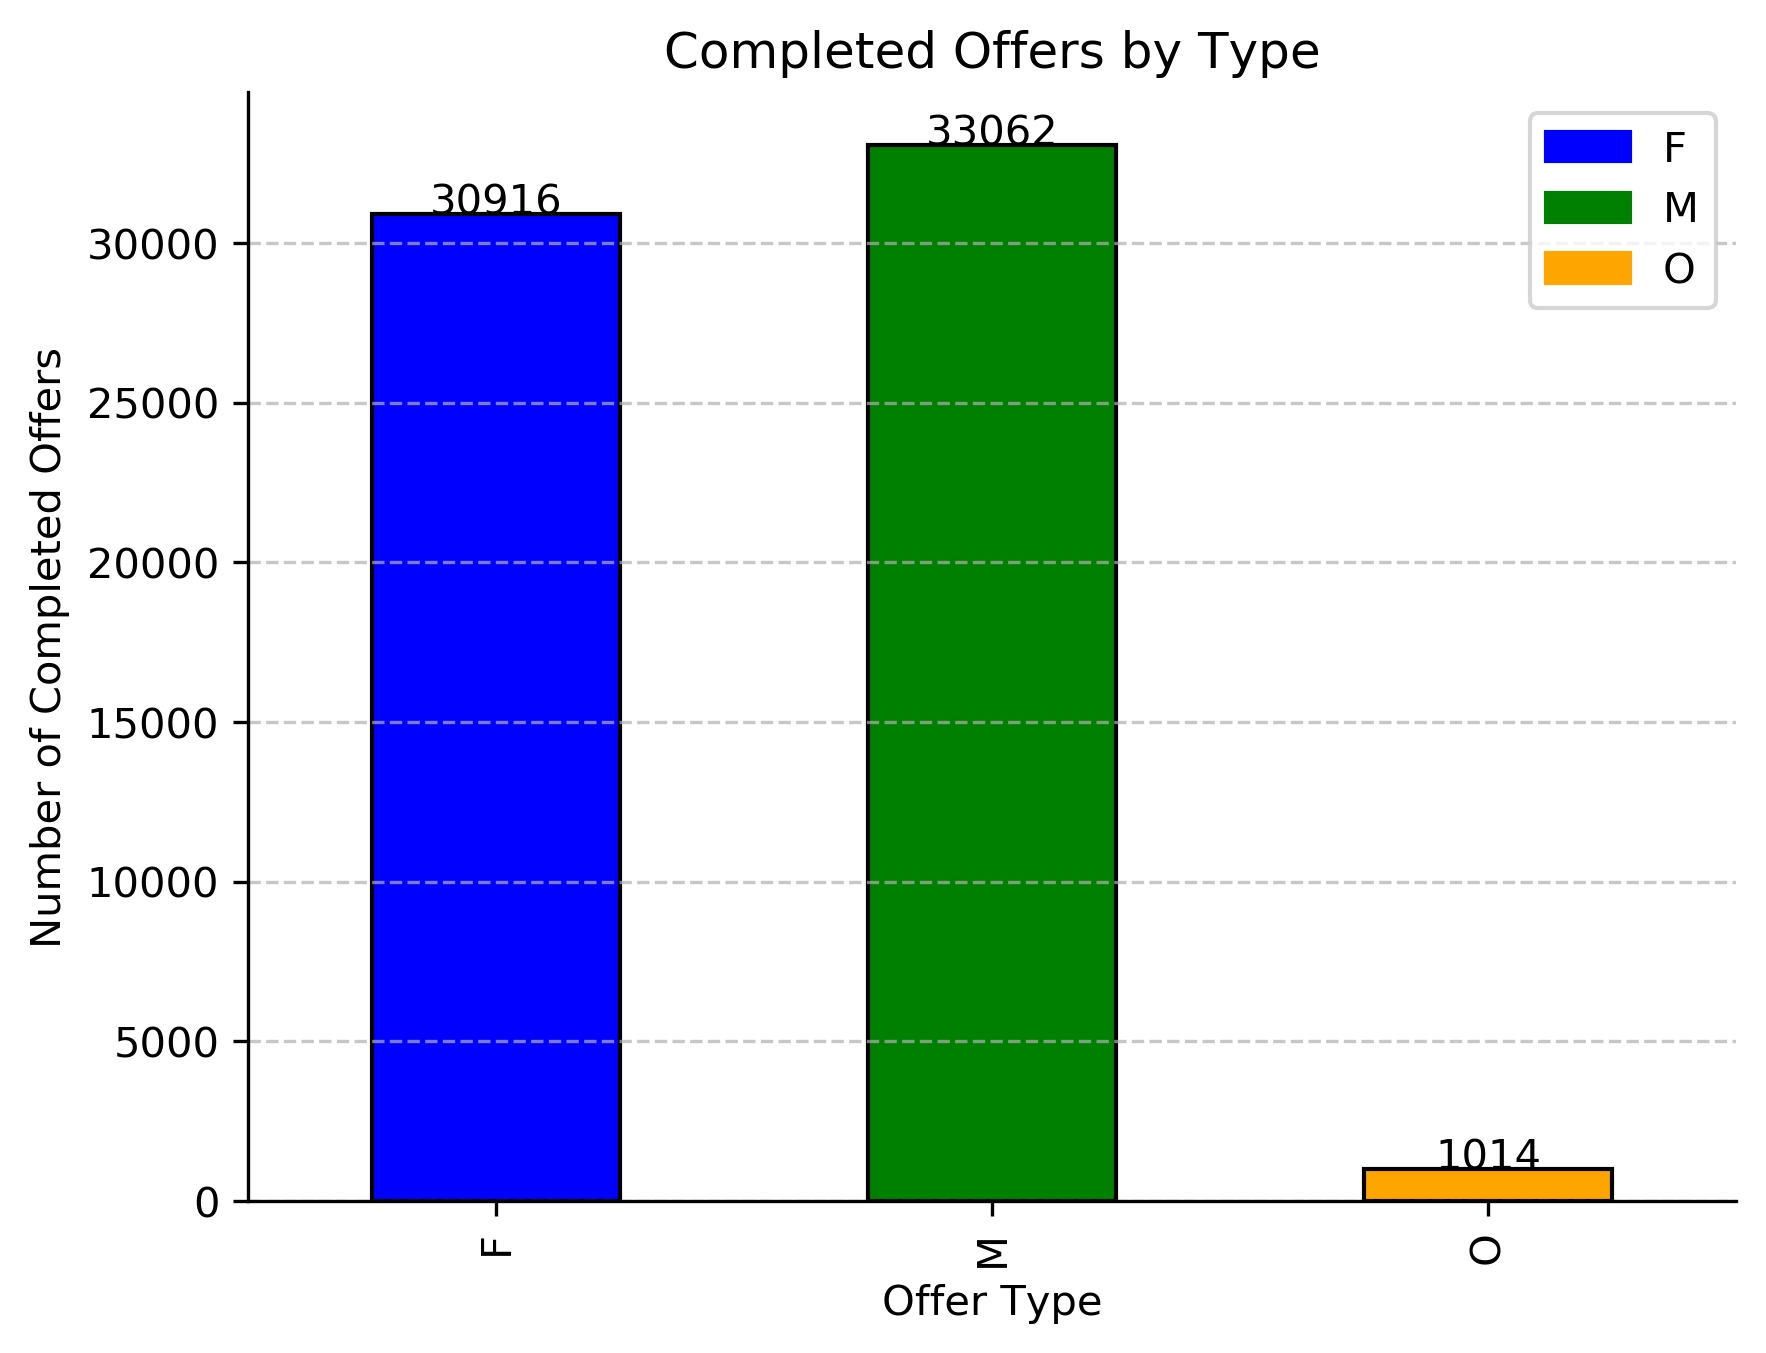 Completed Offers by Type
33062
30916
1014
F
M
O
30000
25000
20000
15000
10000
5000
0
Number of Completed Offers
F
M
O
Offer Type